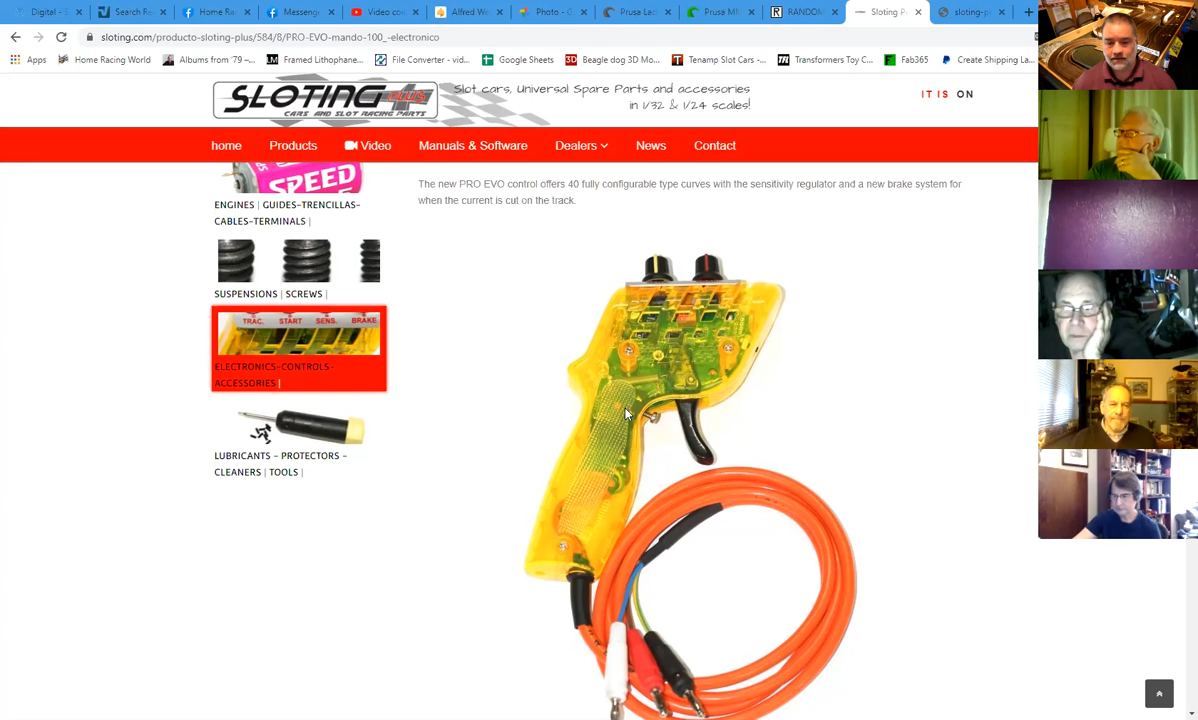 Digital - S
Search Re
Home Ra
Messeng
Video co
Alfred We
Photo - G
Prusa Lac
Prusa MK
RANDOM
Sloting P
sloting-p
sloting.com/producto-sloting-plus/584/8/PRO-EVO-mando-100_-electronico
Apps
Home Racing World
Albums from '79 –...
LM Framed Lithophane...
File Converter - vid...
Google Sheets
3D Beagle dog 3D Mo...
Tenamp Slot Cars, -...
Transformers Toy C...
Fab365
Create Shipping La
SLOTING
CARS AND SLOT RACING PARTS
Slot cars, Universal Spare Parts and accessories
in 1/32 & 1/24 scales!
IT IS ON
home
Products
Video
Manuals & Software
Dealers
News
Contact
SPEED
ENGINES | GUIDES-TRENCILLAS-
CABLES-TERMINALS |
SUSPENSIONS | SCREWS |
TRAC. START SENS. BRAKE
ELECTRONICS-CONTROLS-
ACCESSORIES |
LUBRICANTS - PROTECTORS -
CLEANERS | TOOLS |
The new PRO EVO control offers 40 fully configurable type curves with the sensitivity regulator and a new brake system for
when the current is cut on the track.